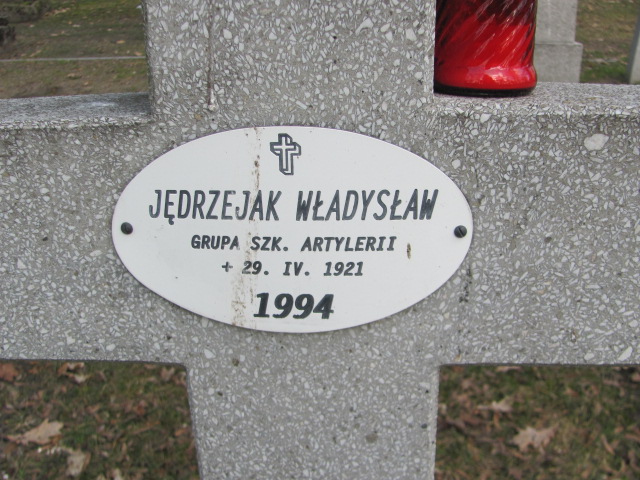 JĘDRZEJAK WŁADYSŁAW
GRUPA SZK. ARTYLERII
+ 29. IV. 1921
1994